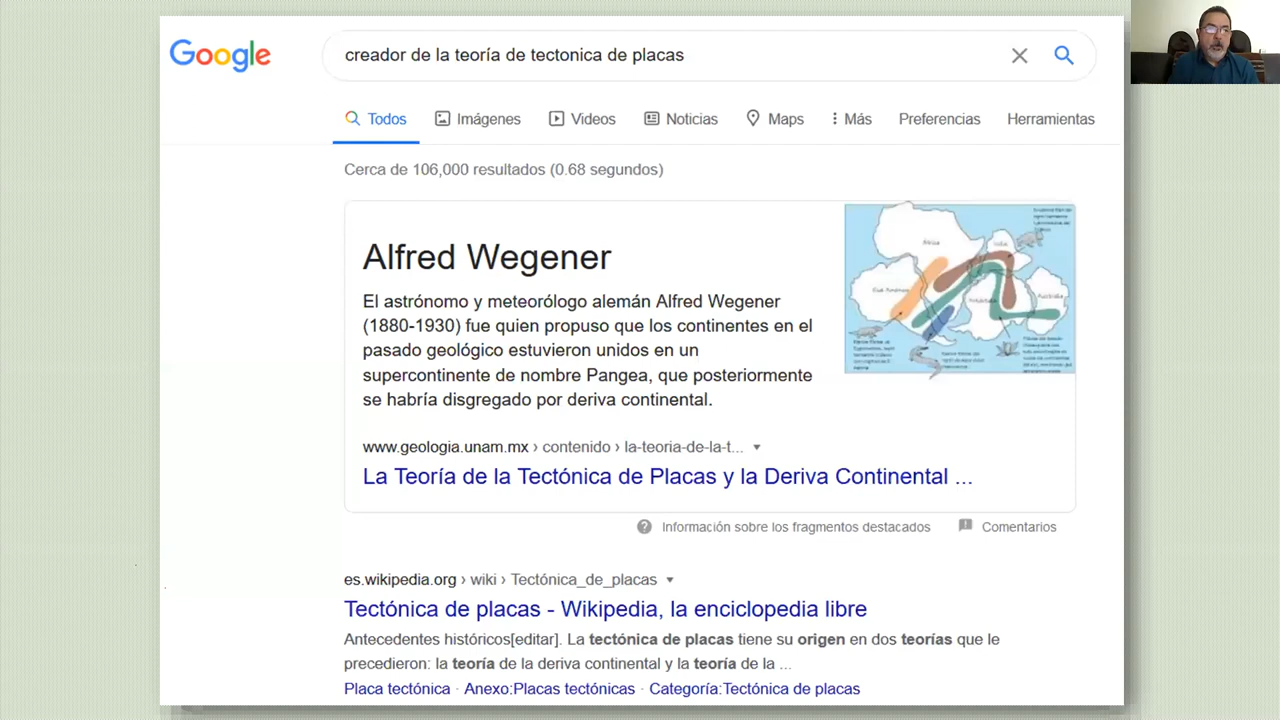 Google
creador de la teoría de tectonica de placas
Todos Imágenes Videos Noticias Maps Más Preferencias Herramientas
Cerca de 106,000 resultados (0.68 segundos)
Alfred Wegener
El astrónomo y meteorólogo alemán Alfred Wegener
(1880-1930) fue quien propuso que los continentes en el
pasado geológico estuvieron unidos en un
supercontinente de nombre Pangea, que posteriormente
se habría disgregado por deriva continental.
www.geologia.unam.mx › contenido › la-teoria-de-la-t...
La Teoría de la Tectónica de Placas y la Deriva Continental ...
Información sobre los fragmentos destacados Comentarios
es.wikipedia.org › wiki › Tectónica_de_placas
Tectónica de placas - Wikipedia, la enciclopedia libre
Antecedentes históricos[editar]. La tectónica de placas tiene su origen en dos teorías que le
precedieron: la teoría de la deriva continental y la teoría de la ...
Placa tectónica · Anexo:Placas tectónicas · Categoría:Tectónica de placas